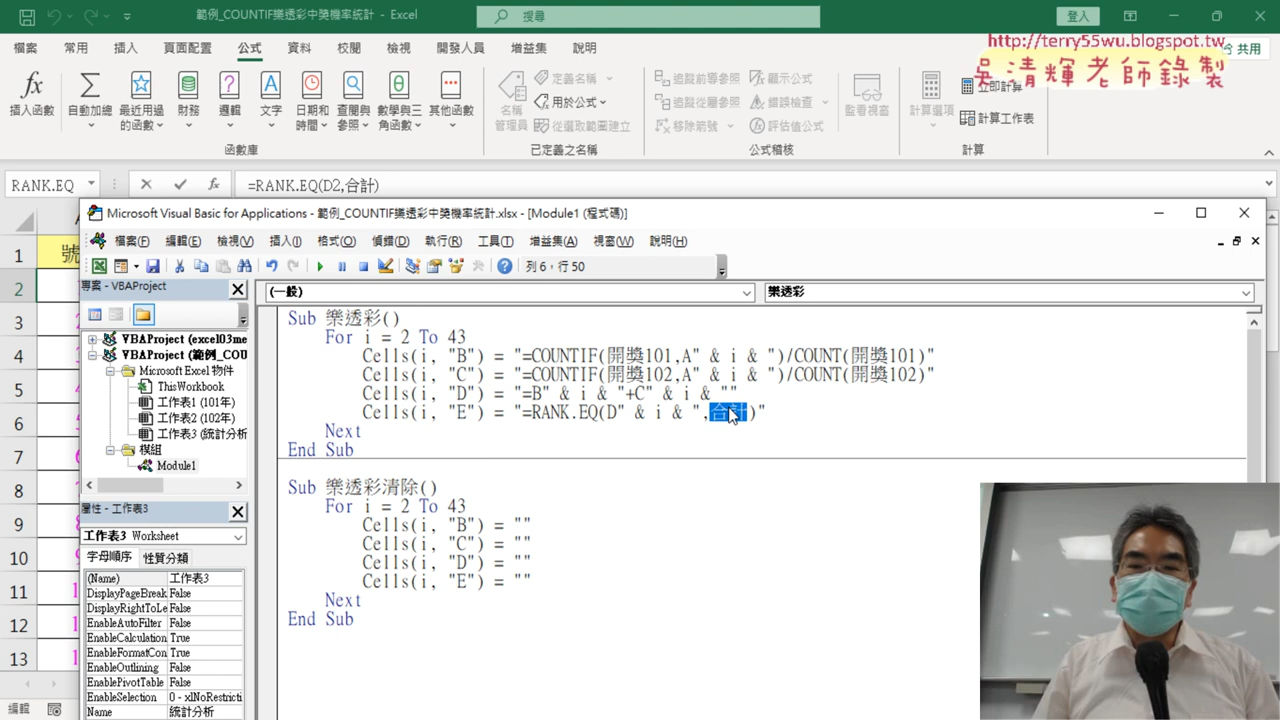 範例_COUNTIF樂透彩中獎機率統計 - Excel
搜尋
登入
檔案 常用 插入 頁面配置 公式 資料 校閱 檢視 開發人員 增益集 說明
共用
http://terry55wu.blogspot.tw
吳清輝老師錄製
插入函數
自動加總
最近用過的函數
財務
邏輯
文字
日期和時間
查閱與參照
數學與三角函數
其他函數
函數庫
名稱管理員
定義名稱
用於公式
從選取範圍建立
已定義之名稱
追蹤前導參照
追蹤從屬參照
移除箭號
顯示公式
錯誤檢查
評估值公式
公式稽核
監看視窗
計算選項
立即計算
計算工作表
計算
RANK.EQ
=RANK.EQ(D2,合計)
Microsoft Visual Basic for Applications - 範例_COUNTIF樂透彩中獎機率統計.xlsx - [Module1 (程式碼)]
檔案(F) 編輯(E) 檢視(V) 插入(I) 格式(O) 偵錯(D) 執行(R) 工具(T) 增益集(A) 視窗(W) 說明(H)
列 6，行 50
專案 - VBAProject
VBAProject (excel03me
VBAProject (範例_COU
Microsoft Excel 物件
ThisWorkbook
工作表1 (101年)
工作表2 (102年)
工作表3 (統計分析
模組
Module1
屬性 - 工作表3
工作表3 Worksheet
字母順序 性質分類
(Name) 工作表3
DisplayPageBreak False
DisplayRightToLe False
EnableAutoFilter False
EnableCalculation True
EnableFormatCon True
EnableOutlining False
EnablePivotTable False
EnableSelection 0 - xlNoRestricti
Name 統計分析
(一般)
樂透彩
Sub 樂透彩()
For i = 2 To 43
Cells(i, "B") = "=COUNTIF(開獎101,A" & i & ")/COUNT(開獎101)"
Cells(i, "C") = "=COUNTIF(開獎102,A" & i & ")/COUNT(開獎102)"
Cells(i, "D") = "=B" & i & "+C" & i & ""
Cells(i, "E") = "=RANK.EQ(D" & i & ",合計)"
Next
End Sub
Sub 樂透彩清除()
For i = 2 To 43
Cells(i, "B") = ""
Cells(i, "C") = ""
Cells(i, "D") = ""
Cells(i, "E") = ""
Next
End Sub
1 號
2
3
4
5
6
7
8
9
10
11
12
13
編輯